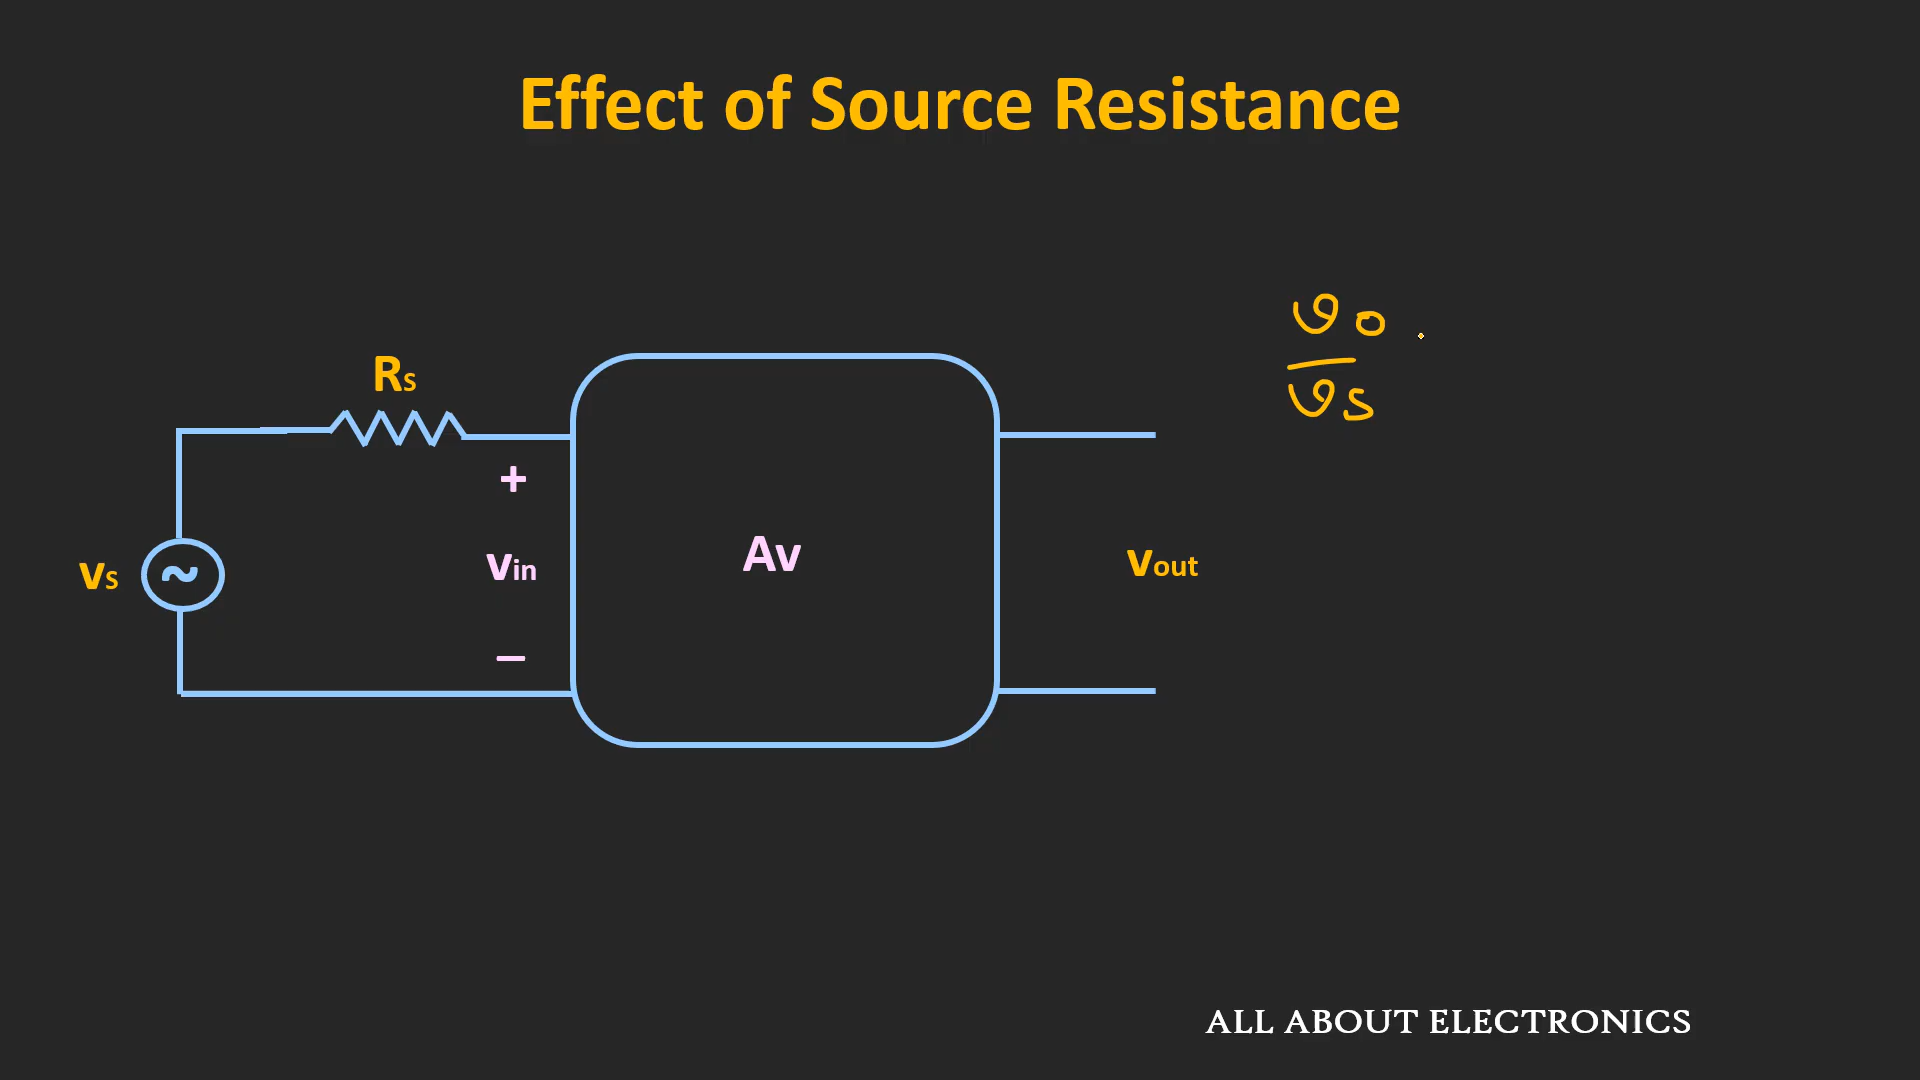 Effect of Source Resistance
vo
vs
Rs
+
vs
vin
Av
vout
–
ALL ABOUT ELECTRONICS